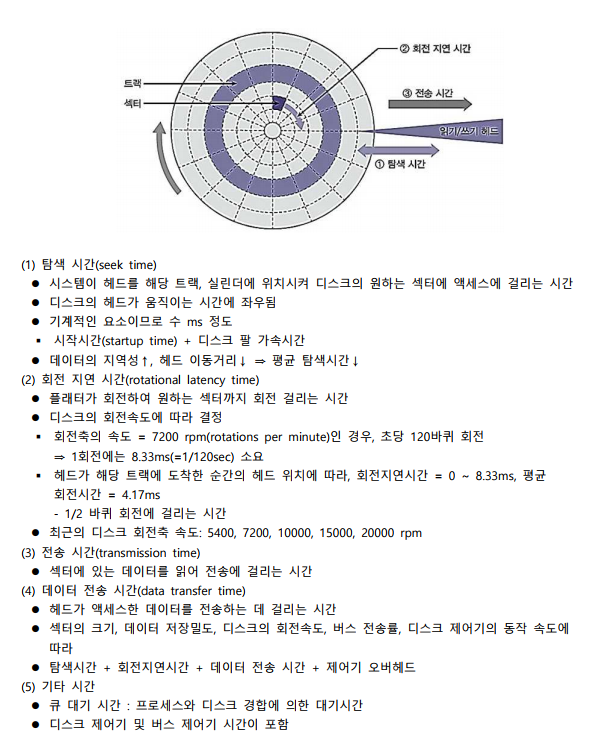 ② 회전 지연 시간
트랙
③ 전송 시간
섹터
읽기/쓰기 헤드
① 탐색 시간
(1) 탐색 시간(seek time)
● 시스템이 헤드를 해당 트랙, 실린더에 위치시켜 디스크의 원하는 섹터에 액세스에 걸리는 시간
● 디스크의 헤드가 움직이는 시간에 좌우됨
● 기계적인 요소이므로 수 ms 정도
▪ 시작시간(startup time) + 디스크 팔 가속시간
● 데이터의 지역성↑, 헤드 이동거리↓ ⇒ 평균 탐색시간↓
(2) 회전 지연 시간(rotational latency time)
● 플래터가 회전하여 원하는 섹터까지 회전 걸리는 시간
● 디스크의 회전속도에 따라 결정
▪ 회전축의 속도 = 7200 rpm(rotations per minute)인 경우, 초당 120바퀴 회전
⇒ 1회전에는 8.33ms(=1/120sec) 소요
▪ 헤드가 해당 트랙에 도착한 순간의 헤드 위치에 따라, 회전지연시간 = 0 ~ 8.33ms, 평균
회전시간 = 4.17ms
- 1/2 바퀴 회전에 걸리는 시간
● 최근의 디스크 회전축 속도: 5400, 7200, 10000, 15000, 20000 rpm
(3) 전송 시간(transmission time)
● 섹터에 있는 데이터를 읽어 전송에 걸리는 시간
(4) 데이터 전송 시간(data transfer time)
● 헤드가 액세스한 데이터를 전송하는 데 걸리는 시간
● 섹터의 크기, 데이터 저장밀도, 디스크의 회전속도, 버스 전송률, 디스크 제어기의 동작 속도에
따라
● 탐색시간 + 회전지연시간 + 데이터 전송 시간 + 제어기 오버헤드
(5) 기타 시간
● 큐 대기 시간 : 프로세스와 디스크 경합에 의한 대기시간
● 디스크 제어기 및 버스 제어기 시간이 포함